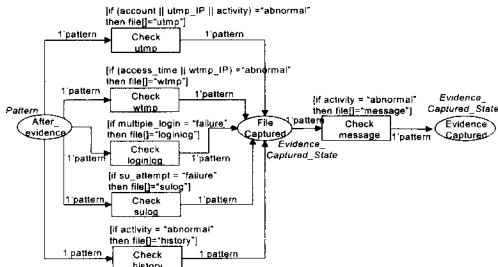 [if (account || utmp_IP || activity) ="abnormal"
then file[]="utmp"]
1'pattern
Check
utmp
1'pattern
[if (access_time || wtmp_IP) ="abnormal"
then file[]="wtmp"]
1'pattern
Check
wtmp
1'pattern
Pattern
After
evidence
[if multiple_login = "failure"
then file[]="loginlog"]
1'pattern
Check
loginlog
1'pattern
File
Captured
Evidence_
Captured_State
[if activity = "abnormal"
then file[]="message"]
1'pattern
Check
message
1'pattern
Evidence_
Captured_State
Evidence
Captured
[if su_attempt = "failure"
then file[]="sulog"]
1'pattern
Check
sulog
1'pattern
[if activity = "abnormal"
then file[]="history"]
1 pattern
Check
history
1 pattern